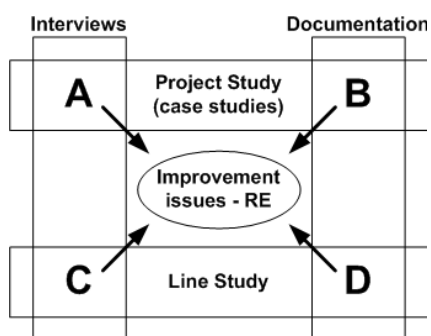 Interviews
Documentation
A
Project Study
(case studies)
B
Improvement
issues - RE
C
Line Study
D